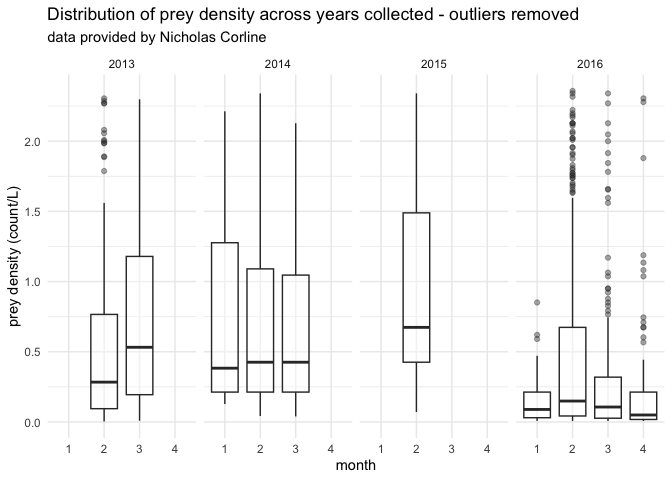 Distribution of prey density across years collected - outliers removed
data provided by Nicholas Corline
2013 2014 2015 2016
prey density (count/L)
2.0
1.5
1.0
0.5
0.0
1 2 3 4 1 2 3 4 1 2 3 4 1 2 3 4
month